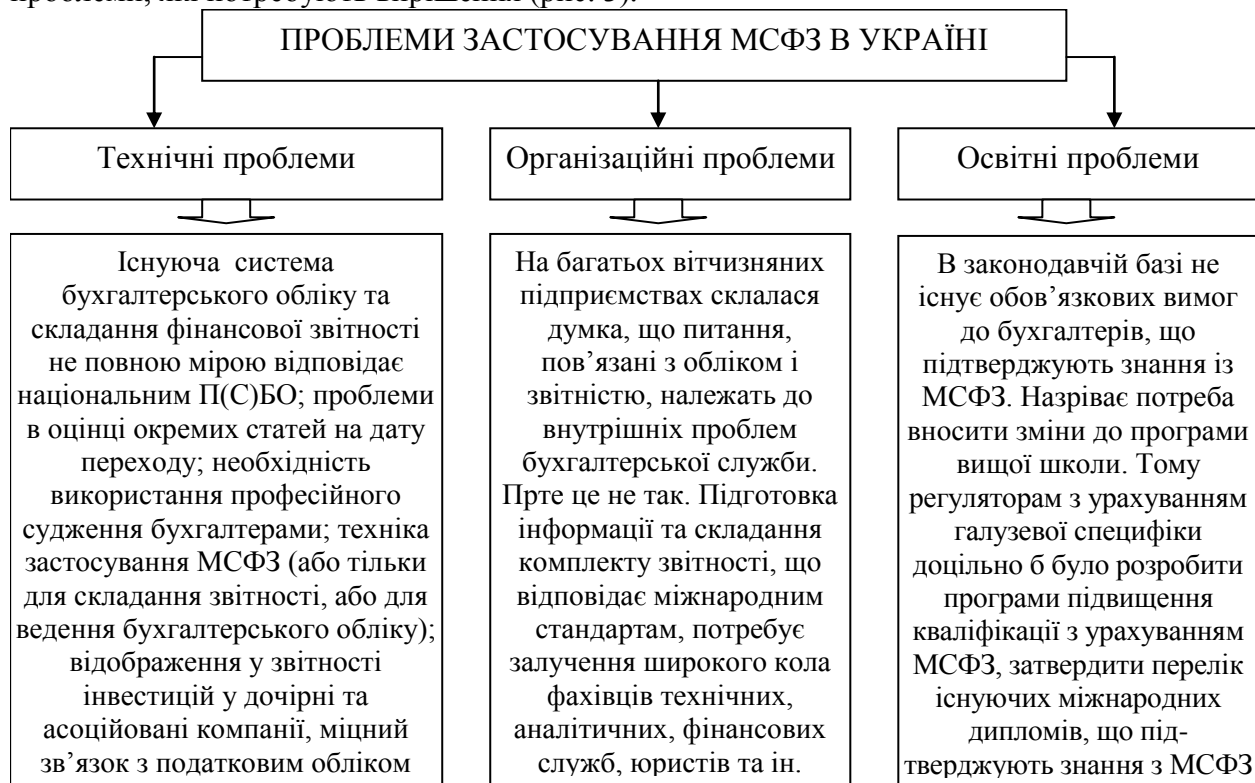 проблеми, які потребують вирішення (рис. 3).
ПРОБЛЕМИ ЗАСТОСУВАННЯ МСФЗ В УКРАЇНІ
Технічні проблеми
Існуюча система
бухгалтерського обліку та
складання фінансової звітності
не повною мірою відповідає
національним П(С)БО; проблеми
в оцінці окремих статей на дату
переходу; необхідність
використання професійного
судження бухгалтерами; техніка
застосування МСФЗ (або тільки
для складання звітності, або для
ведення бухгалтерського обліку);
відображення у звітності
інвестицій у дочірні та
асоційовані компанії, міцний
зв’язок з податковим обліком
Організаційні проблеми
На багатьох вітчизняних
підприємствах склалася
думка, що питання,
пов’язані з обліком і
звітністю, належать до
внутрішніх проблем
бухгалтерської служби.
Прте це не так. Підготовка
інформації та складання
комплекту звітності, що
відповідає міжнародним
стандартам, потребує
залучення широкого кола
фахівців технічних,
аналітичних, фінансових
служб, юристів та ін.
Освітні проблеми
В законодавчій базі не
існує обов’язкових вимог
до бухгалтерів, що
підтверджують знання із
МСФЗ. Назріває потреба
вносити зміни до програми
вищої школи. Тому
регуляторам з урахуванням
галузевої специфіки
доцільно б було розробити
програми підвищення
кваліфікації з урахуванням
МСФЗ, затвердити перелік
існуючих міжнародних
дипломів, що під-
тверджують знання з МСФЗ